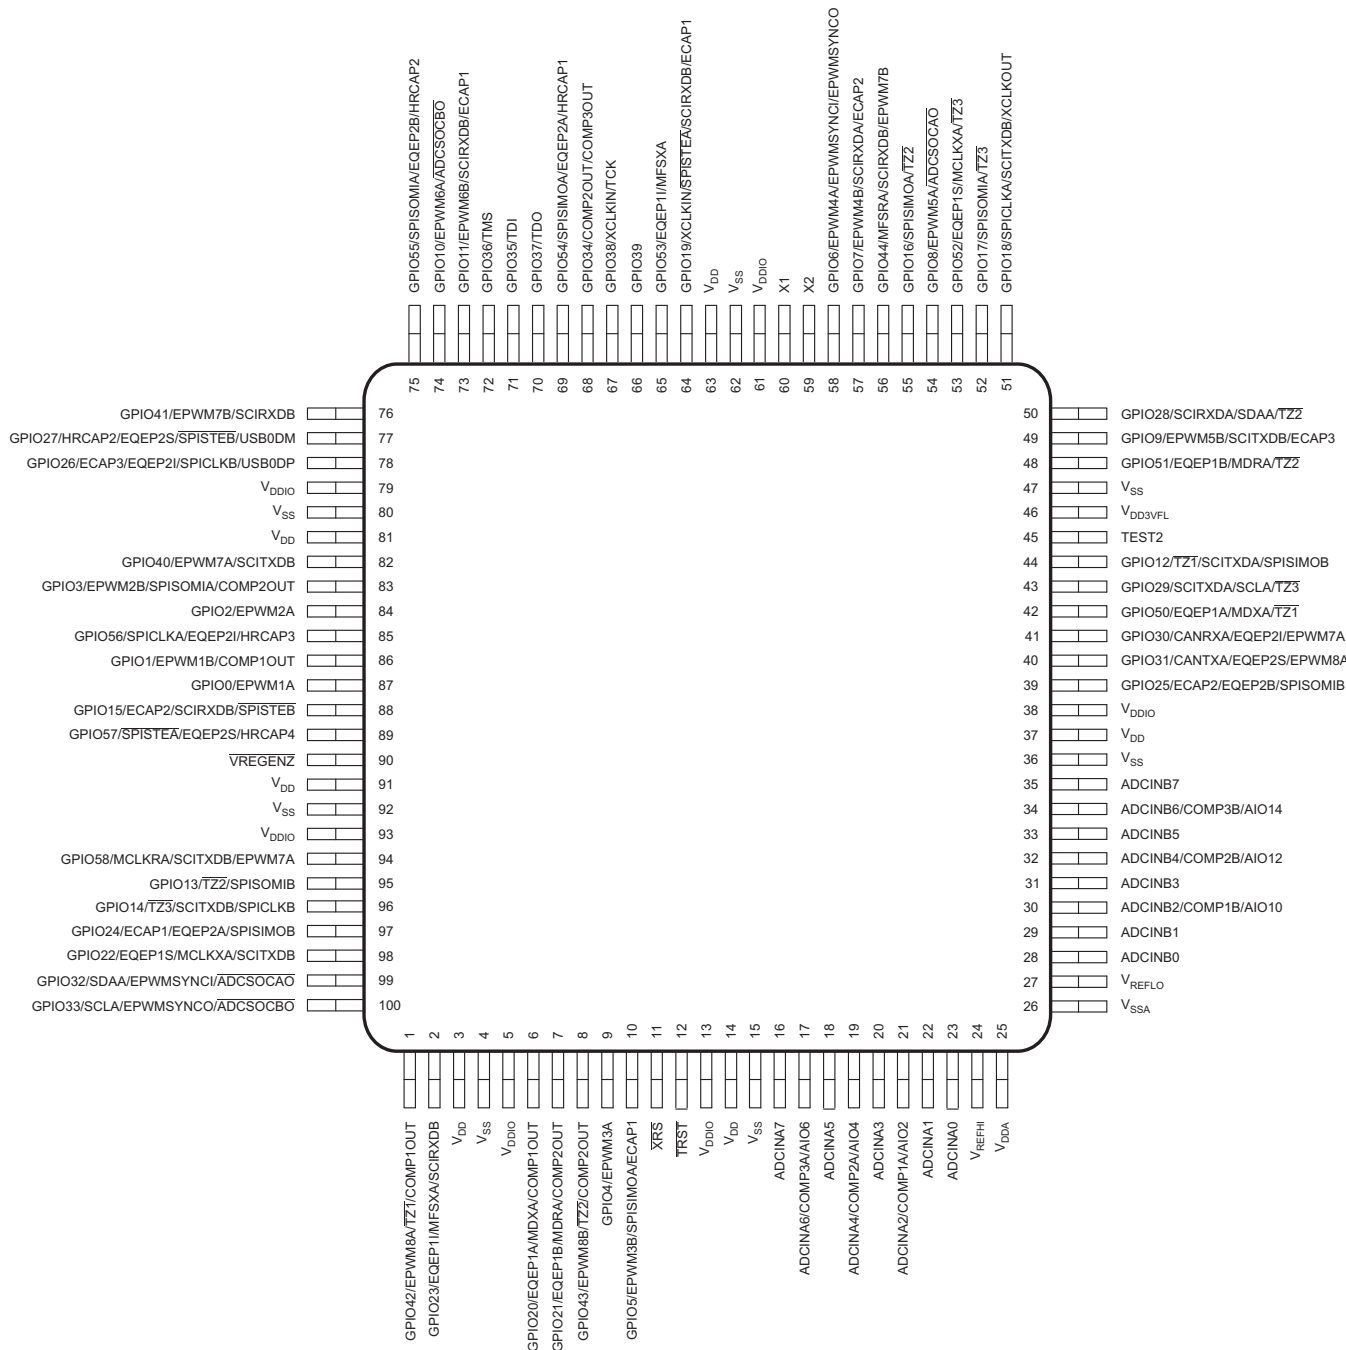 GPIO55/SPISOMIA/EQEP2B/HRCAP2
GPIO10/EPWM6A/ADCSOCBO
GPIO11/EPWM6B/SCIRXDB/ECAP1
GPIO36/TMS
GPIO35/TDI
GPIO37/TDO
GPIO54/SPISIMOA/EQEP2A/HRCAP1
GPIO34/COMP2OUT/COMP3OUT
GPIO38/XCLKIN/TCK
GPIO39
GPIO53/EQEP1I/MFSXA
GPIO19/XCLKIN/SPISTEA/SCIRXDB/ECAP1
VDD
VSS
VDDIO
X1
X2
GPIO6/EPWM4A/EPWMSYNCI/EPWMSYNCO
GPIO7/EPWM4B/SCIRXDA/ECAP2
GPIO44/MFSRA/SCIRXDB/EPWM7B
GPIO16/SPISIMOA/TZ2
GPIO8/EPWM5A/ADCSOCAO
GPIO52/EQEP1S/MCLKXA/TZ3
GPIO17/SPISOMIA/TZ3
GPIO18/SPICLKA/SCITXDB/XCLKOUT
75
74
73
72
71
70
69
68
67
66
65
64
63
62
61
60
59
58
57
56
55
54
53
52
51
GPIO41/EPWM7B/SCIRXDB 76
GPIO27/HRCAP2/EQEP2S/SPISTEB/USB0DM 77
GPIO26/ECAP3/EQEP2I/SPICLKB/USB0DP 78
VDDIO 79
VSS 80
VDD 81
GPIO40/EPWM7A/SCITXDB 82
GPIO3/EPWM2B/SPISOMIA/COMP2OUT 83
GPIO2/EPWM2A 84
GPIO56/SPICLKA/EQEP2I/HRCAP3 85
GPIO1/EPWM1B/COMP1OUT 86
GPIO0/EPWM1A 87
GPIO15/ECAP2/SCIRXDB/SPISTEB 88
GPIO57/SPISTEA/EQEP2S/HRCAP4 89
VREGENZ 90
VDD 91
VSS 92
VDDIO 93
GPIO58/MCLKRA/SCITXDB/EPWM7A 94
GPIO13/TZ2/SPISOMIB 95
GPIO14/TZ3/SCITXDB/SPICLKB 96
GPIO24/ECAP1/EQEP2A/SPISIMOB 97
GPIO22/EQEP1S/MCLKXA/SCITXDB 98
GPIO32/SDAA/EPWMSYNCI/ADCSOCAO 99
GPIO33/SCLA/EPWMSYNCO/ADCSOCBO 100
50 GPIO28/SCIRXDA/SDAA/TZ2
49 GPIO9/EPWM5B/SCITXDB/ECAP3
48 GPIO51/EQEP1B/MDRA/TZ2
47 VSS
46 VDD3VFL
45 TEST2
44 GPIO12/TZ1/SCITXDA/SPISIMOB
43 GPIO29/SCITXDA/SCLA/TZ3
42 GPIO50/EQEP1A/MDXA/TZ1
41 GPIO30/CANRXA/EQEP2I/EPWM7A
40 GPIO31/CANTXA/EQEP2S/EPWM8A
39 GPIO25/ECAP2/EQEP2B/SPISOMIB
38 VDDIO
37 VDD
36 VSS
35 ADCINB7
34 ADCINB6/COMP3B/AIO14
33 ADCINB5
32 ADCINB4/COMP2B/AIO12
31 ADCINB3
30 ADCINB2/COMP1B/AIO10
29 ADCINB1
28 ADCINB0
27 VREFLO
26 VSSA
1
2
3
4
5
6
7
8
9
10
11
12
13
14
15
16
17
18
19
20
21
22
23
24
25
GPIO42/EPWM8A/TZ1/COMP1OUT
GPIO23/EQEP1I/MFSXA/SCIRXDB
VDD
VSS
VDDIO
GPIO20/EQEP1A/MDXA/COMP1OUT
GPIO21/EQEP1B/MDRA/COMP2OUT
GPIO43/EPWM8B/TZ2/COMP2OUT
GPIO4/EPWM3A
GPIO5/EPWM3B/SPISIMOA/ECAP1
XRS
TRST
VDDIO
VDD
VSS
ADCINA7
ADCINA6/COMP3A/AIO6
ADCINA5
ADCINA4/COMP2A/AIO4
ADCINA3
ADCINA2/COMP1A/AIO2
ADCINA1
ADCINA0
VREFHI
VDDA